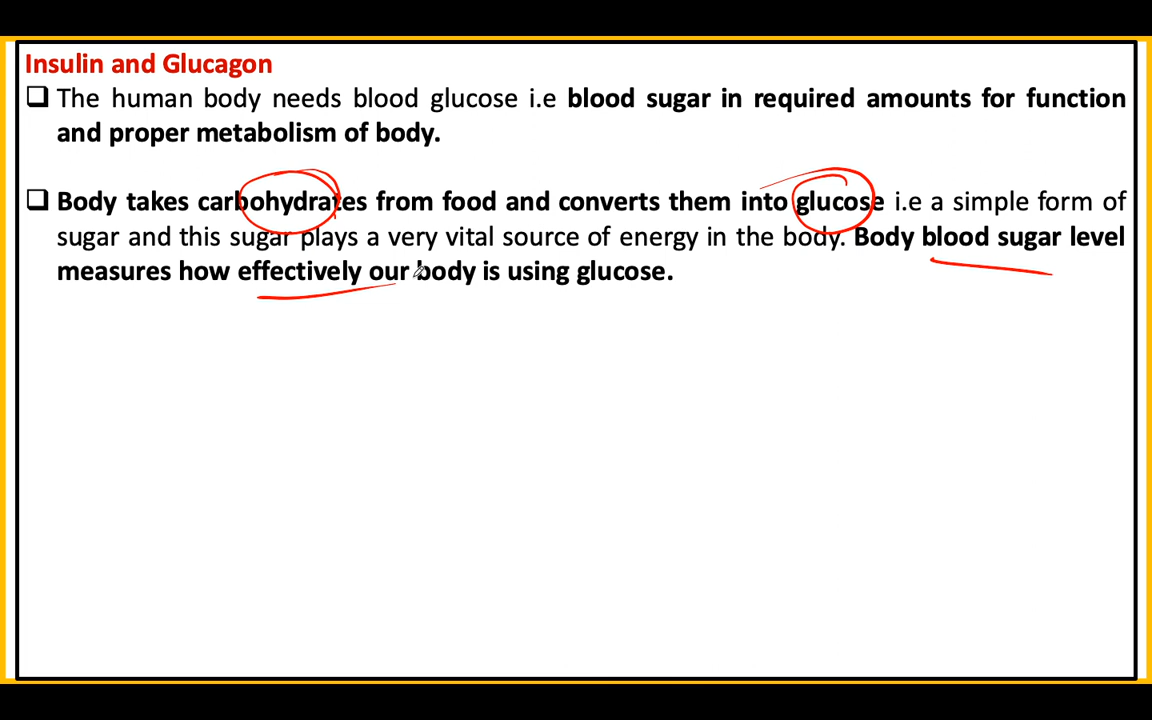 Insulin and Glucagon
❑ The human body needs blood glucose i.e blood sugar in required amounts for function
and proper metabolism of body.
❑ Body takes carbohydrates from food and converts them into glucose i.e a simple form of
sugar and this sugar plays a very vital source of energy in the body. Body blood sugar level
measures how effectively our body is using glucose.